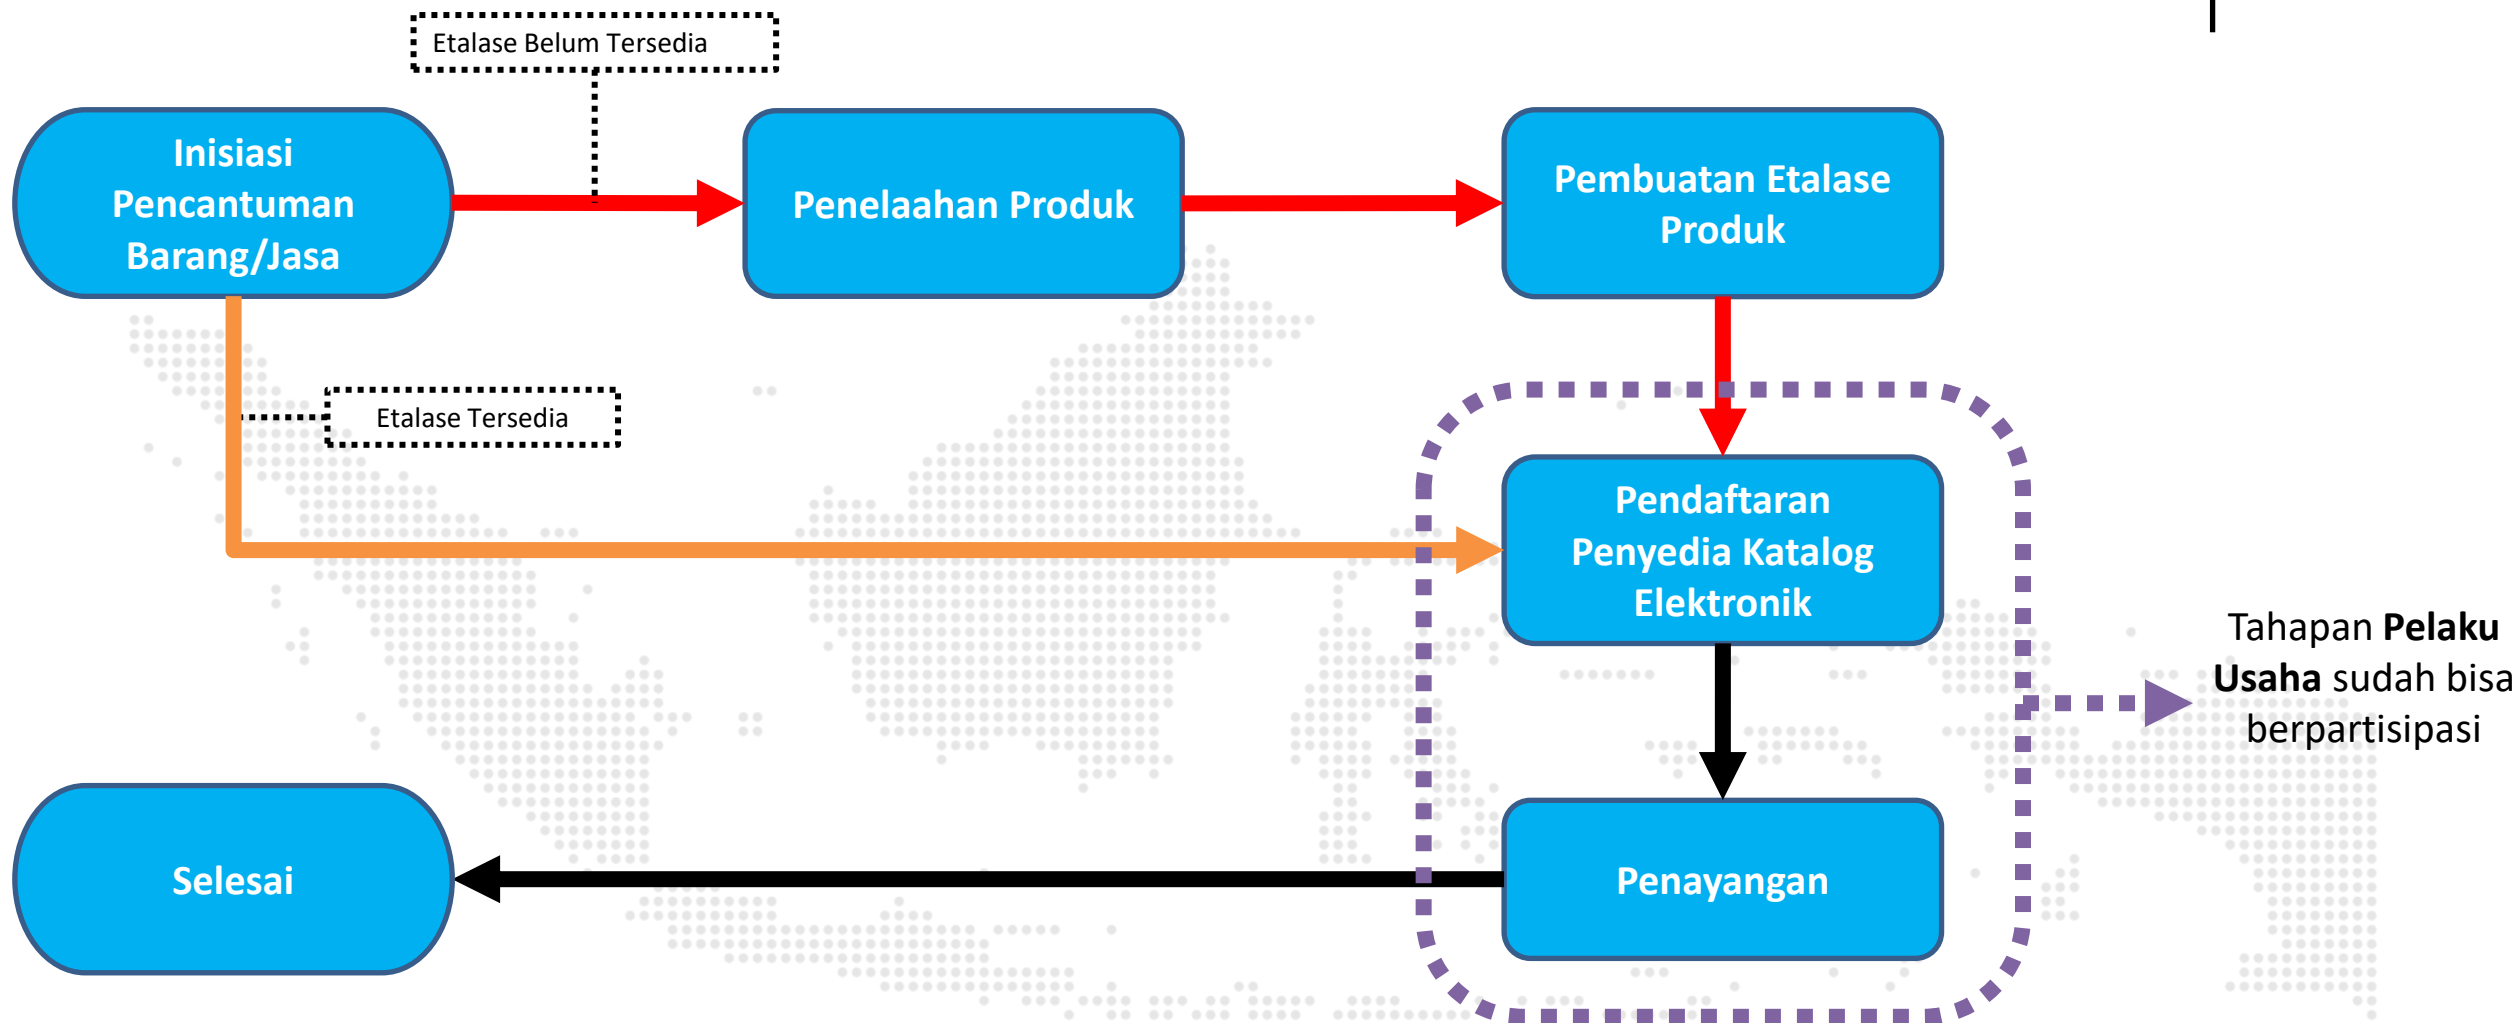 Etalase Belum Tersedia
Inisiasi
Pencantuman
Barang/Jasa
Penelaahan Produk
Pembuatan Etalase
Produk
Etalase Tersedia
Pendaftaran
Penyedia Katalog
Elektronik
Tahapan Pelaku
Usaha sudah bisa
berpartisipasi
Selesai
Penayangan